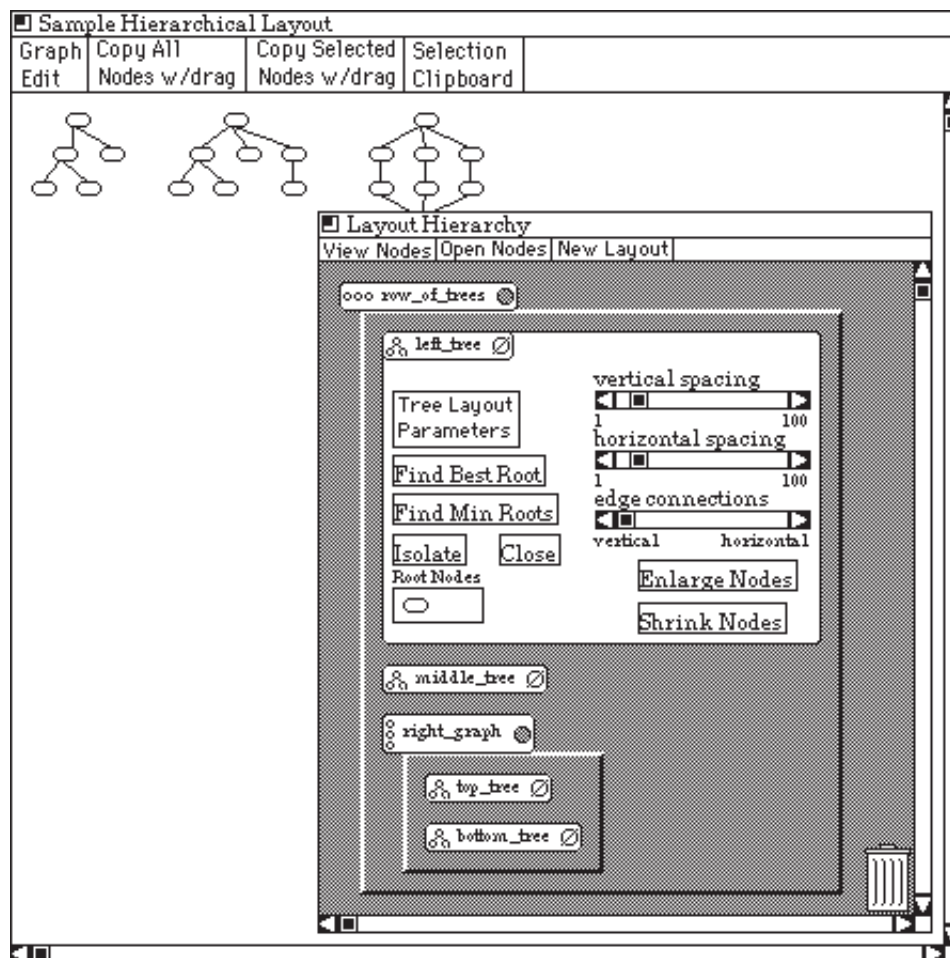 Sample Hierarchical Layout
Graph Copy All Copy Selected Selection
Edit Nodes w/drag Nodes w/drag Clipboard
Layout Hierarchy
View Nodes Open Nodes New Layout
row_of_trees
left_tree
vertical spacing
1 100
Tree Layout
Parameters
horizontal spacing
1 100
Find Best Root
edge connections
vertical horizontal
Find Min Roots
Isolate Close
Root Nodes
Enlarge Nodes
Shrink Nodes
middle_tree
right_graph
top_tree
bottom_tree